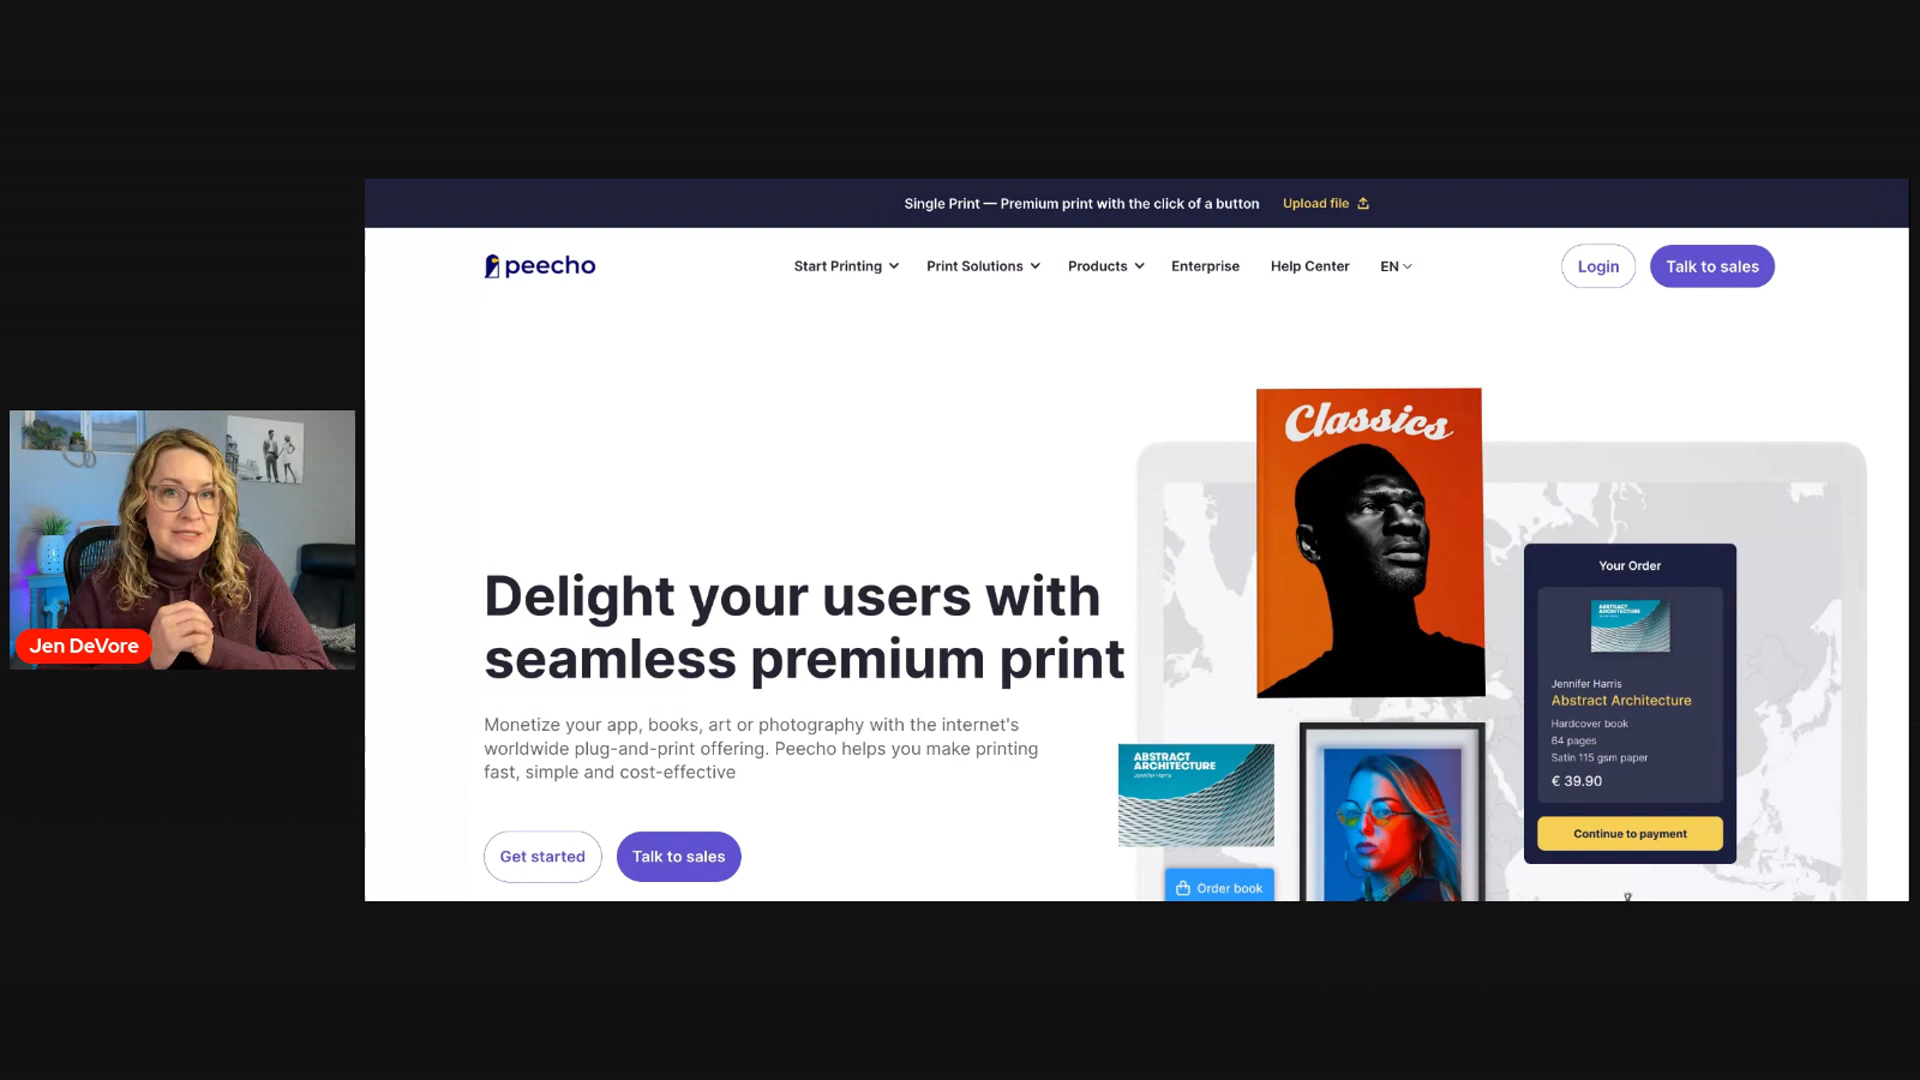 Single Print — Premium print with the click of a button Upload file
peecho
Start Printing Print Solutions Products Enterprise Help Center EN
Login Talk to sales
Jen DeVore
Delight your users with
seamless premium print
Monetize your app, books, art or photography with the internet's
worldwide plug-and-print offering. Peecho helps you make printing
fast, simple and cost-effective
Get started Talk to sales
Classics
ABSTRACT
ARCHITECTURE
Jennifer Harris
Order book
Your Order
ABSTRACT
ARCHITECTURE
Jennifer Harris
Abstract Architecture
Hardcover book
64 pages
Satin 115 gsm paper
€ 39.90
Continue to payment